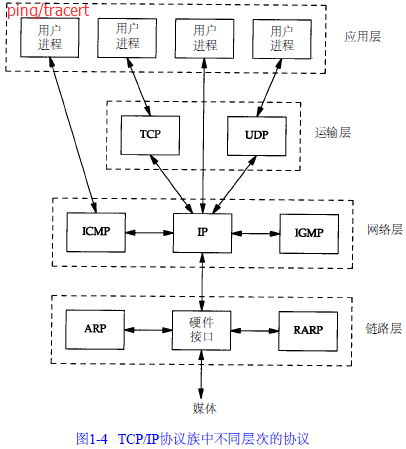 ping/tracert
用户
进程
用户
进程
用户
进程
用户
进程
应用层
TCP
UDP
运输层
ICMP
IP
IGMP
网络层
ARP
硬件
接口
RARP
链路层
媒体
图1-4 TCP/IP协议族中不同层次的协议